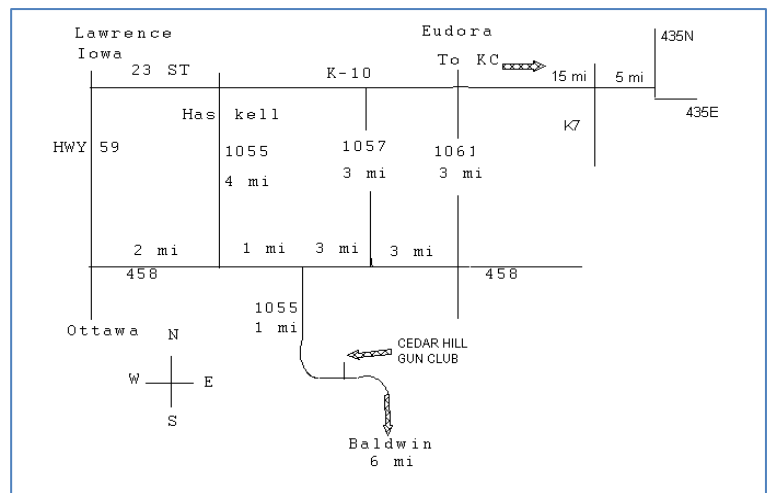 Lawrence
Iowa
Eudora
To KC
435N
23 ST
K-10
15 mi
5 mi
435E
K7
Has kell
HWY 59
1055
4 mi
1057
3 mi
1061
3 mi
2 mi
1 mi
3 mi
3 mi
458
458
1055
1 mi
Ottawa
CEDAR HILL
GUN CLUB
N
W
E
S
Baldwin
6 mi